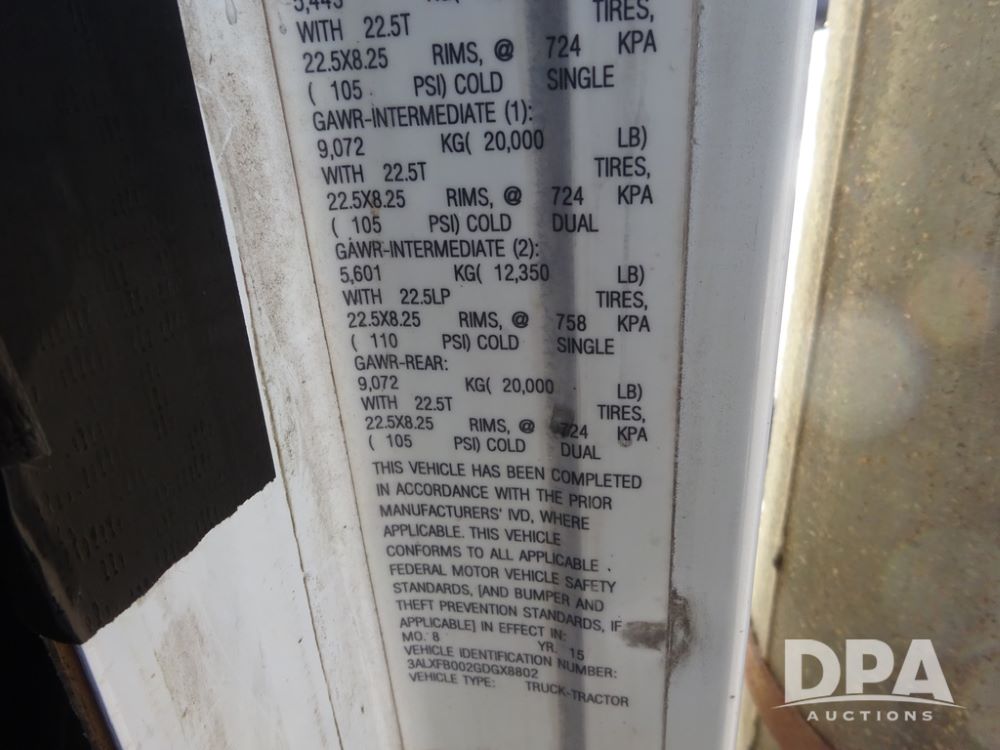 5,443 KG(
TIRES,
WITH 22.5T
22.5X8.25 RIMS, @ 724 KPA
( 105 PSI) COLD SINGLE
GAWR-INTERMEDIATE (1):
9,072 KG( 20,000 LB)
WITH 22.5T TIRES,
22.5X8.25 RIMS, @ 724 KPA
( 105 PSI) COLD DUAL
GAWR-INTERMEDIATE (2):
5,601 KG( 12,350 LB)
WITH 22.5LP TIRES,
22.5X8.25 RIMS, @ 758 KPA
( 110 PSI) COLD SINGLE
GAWR-REAR:
9,072 KG( 20,000 LB)
WITH 22.5T TIRES,
22.5X8.25 RIMS, @ 724 KPA
( 105 PSI) COLD DUAL
THIS VEHICLE HAS BEEN COMPLETED
IN ACCORDANCE WITH THE PRIOR
MANUFACTURERS' IVD, WHERE
APPLICABLE. THIS VEHICLE
CONFORMS TO ALL APPLICABLE
FEDERAL MOTOR VEHICLE SAFETY
STANDARDS, [AND BUMPER AND
THEFT PREVENTION STANDARDS, IF
APPLICABLE] IN EFFECT IN:
MO. 8 YR. 15
VEHICLE IDENTIFICATION NUMBER:
3ALXFB002GDGX8802
VEHICLE TYPE: TRUCK-TRACTOR
DPA
AUCTIONS